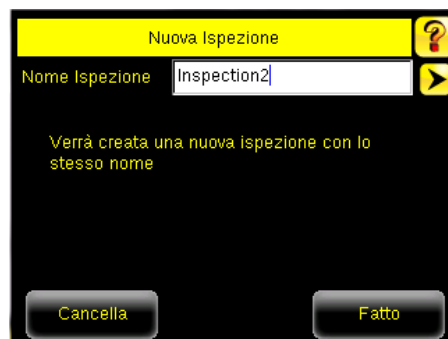 Nuova Ispezione
?
Nome Ispezione Inspection2
Verrà creata una nuova ispezione con lo
stesso nome
Cancella Fatto